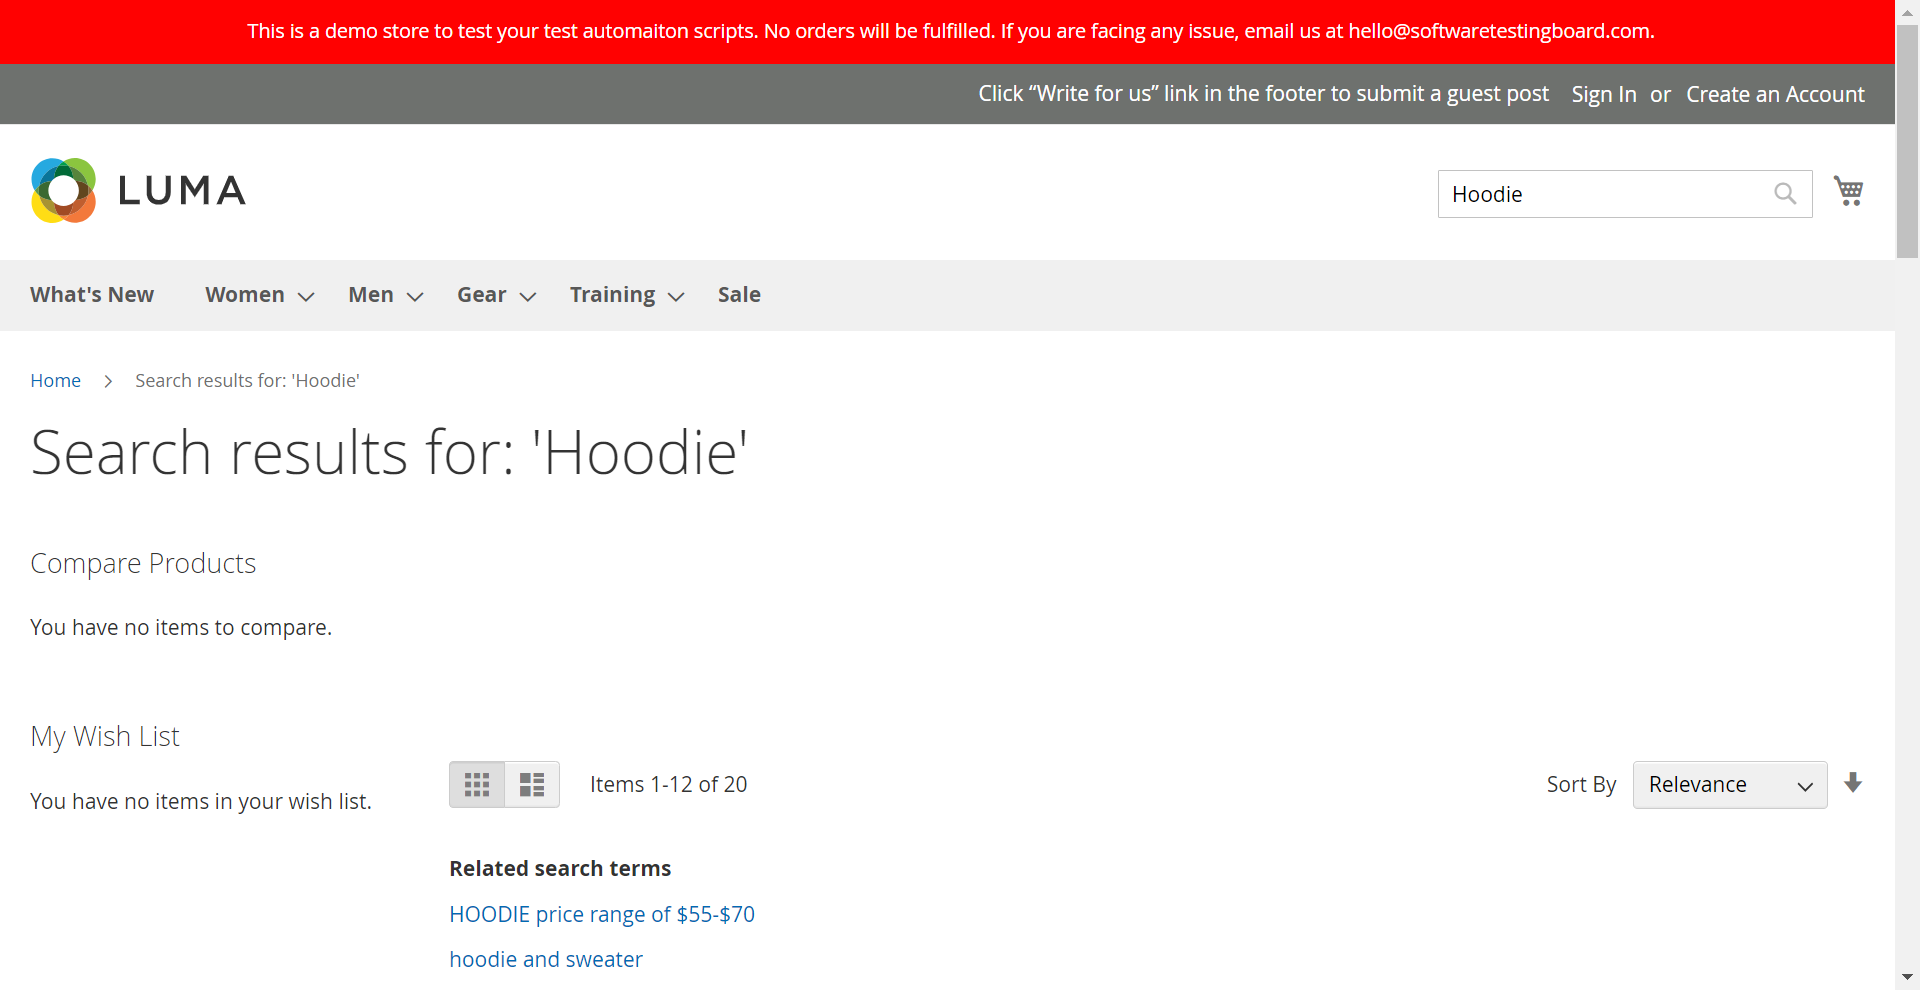 This is a demo store to test your test automaiton scripts. No orders will be fulfilled. If you are facing any issue, email us at hello@softwaretestingboard.com.
Click “Write for us” link in the footer to submit a guest post Sign In or Create an Account
LUMA
Hoodie
What's New Women Men Gear Training Sale
Home Search results for: 'Hoodie'
Search results for: 'Hoodie'
Compare Products
You have no items to compare.
My Wish List
You have no items in your wish list.
Items 1-12 of 20
Sort By Relevance
Related search terms
HOODIE price range of $55-$70
hoodie and sweater